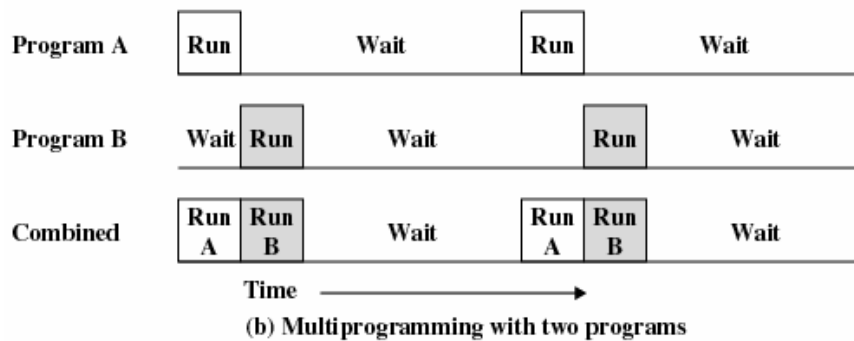 Program A Run Wait Run Wait
Program B Wait Run Wait Run Wait
Combined Run A Run B Wait Run A Run B Wait
Time
(b) Multiprogramming with two programs